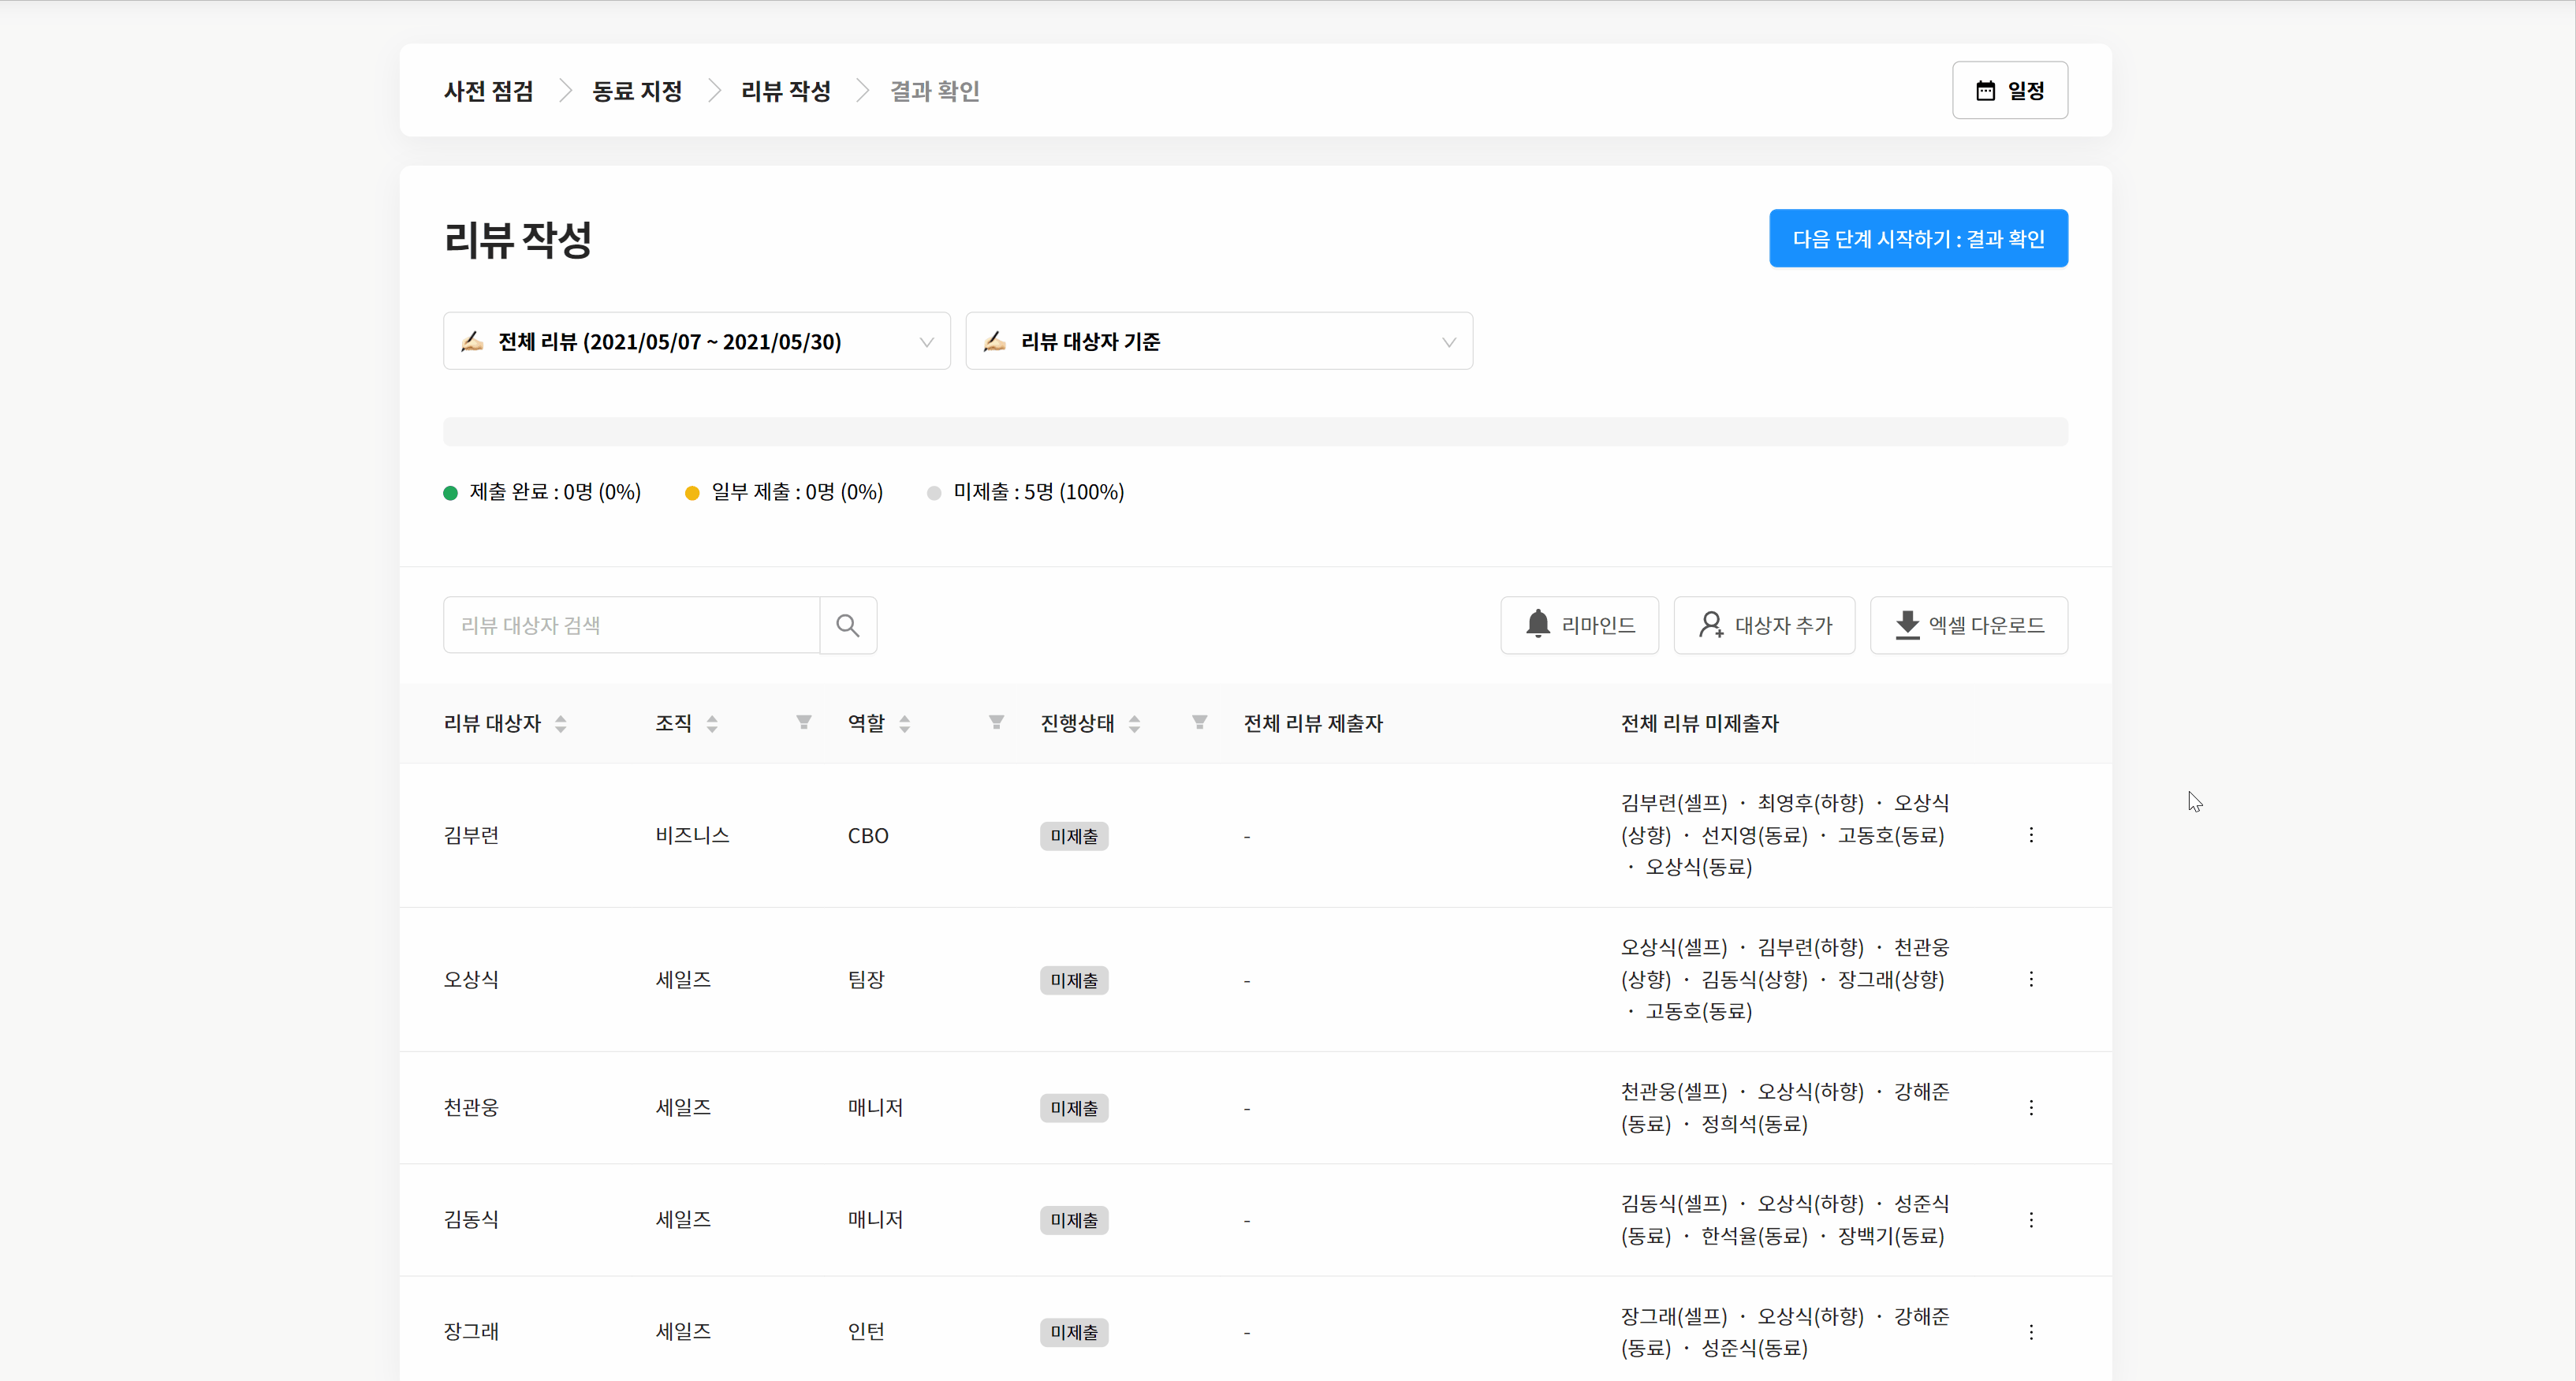 사전 점검 동료 지정 리뷰 작성 결과 확인 일정
리뷰 작성 다음 단계 시작하기 : 결과 확인
전체 리뷰 (2021/05/07 ~ 2021/05/30) 리뷰 대상자 기준
제출 완료 : 0명 (0%) 일부 제출 : 0명 (0%) 미제출 : 5명 (100%)
리뷰 대상자 검색 리마인드 대상자 추가 엑셀 다운로드
리뷰 대상자 조직 역할 진행상태 전체 리뷰 제출자 전체 리뷰 미제출자
김부련 비즈니스 CBO 미제출 - 김부련(셀프) · 최영후(하향) · 오상식
(상향) · 선지영(동료) · 고동호(동료)
· 오상식(동료)
오상식 세일즈 팀장 미제출 - 오상식(셀프) · 김부련(하향) · 천관웅
(상향) · 김동식(상향) · 장그래(상향)
· 고동호(동료)
천관웅 세일즈 매니저 미제출 - 천관웅(셀프) · 오상식(하향) · 강해준
(동료) · 정희석(동료)
김동식 세일즈 매니저 미제출 - 김동식(셀프) · 오상식(하향) · 성준식
(동료) · 한석율(동료) · 장백기(동료)
장그래 세일즈 인턴 미제출 - 장그래(셀프) · 오상식(하향) · 강해준
(동료) · 성준식(동료)